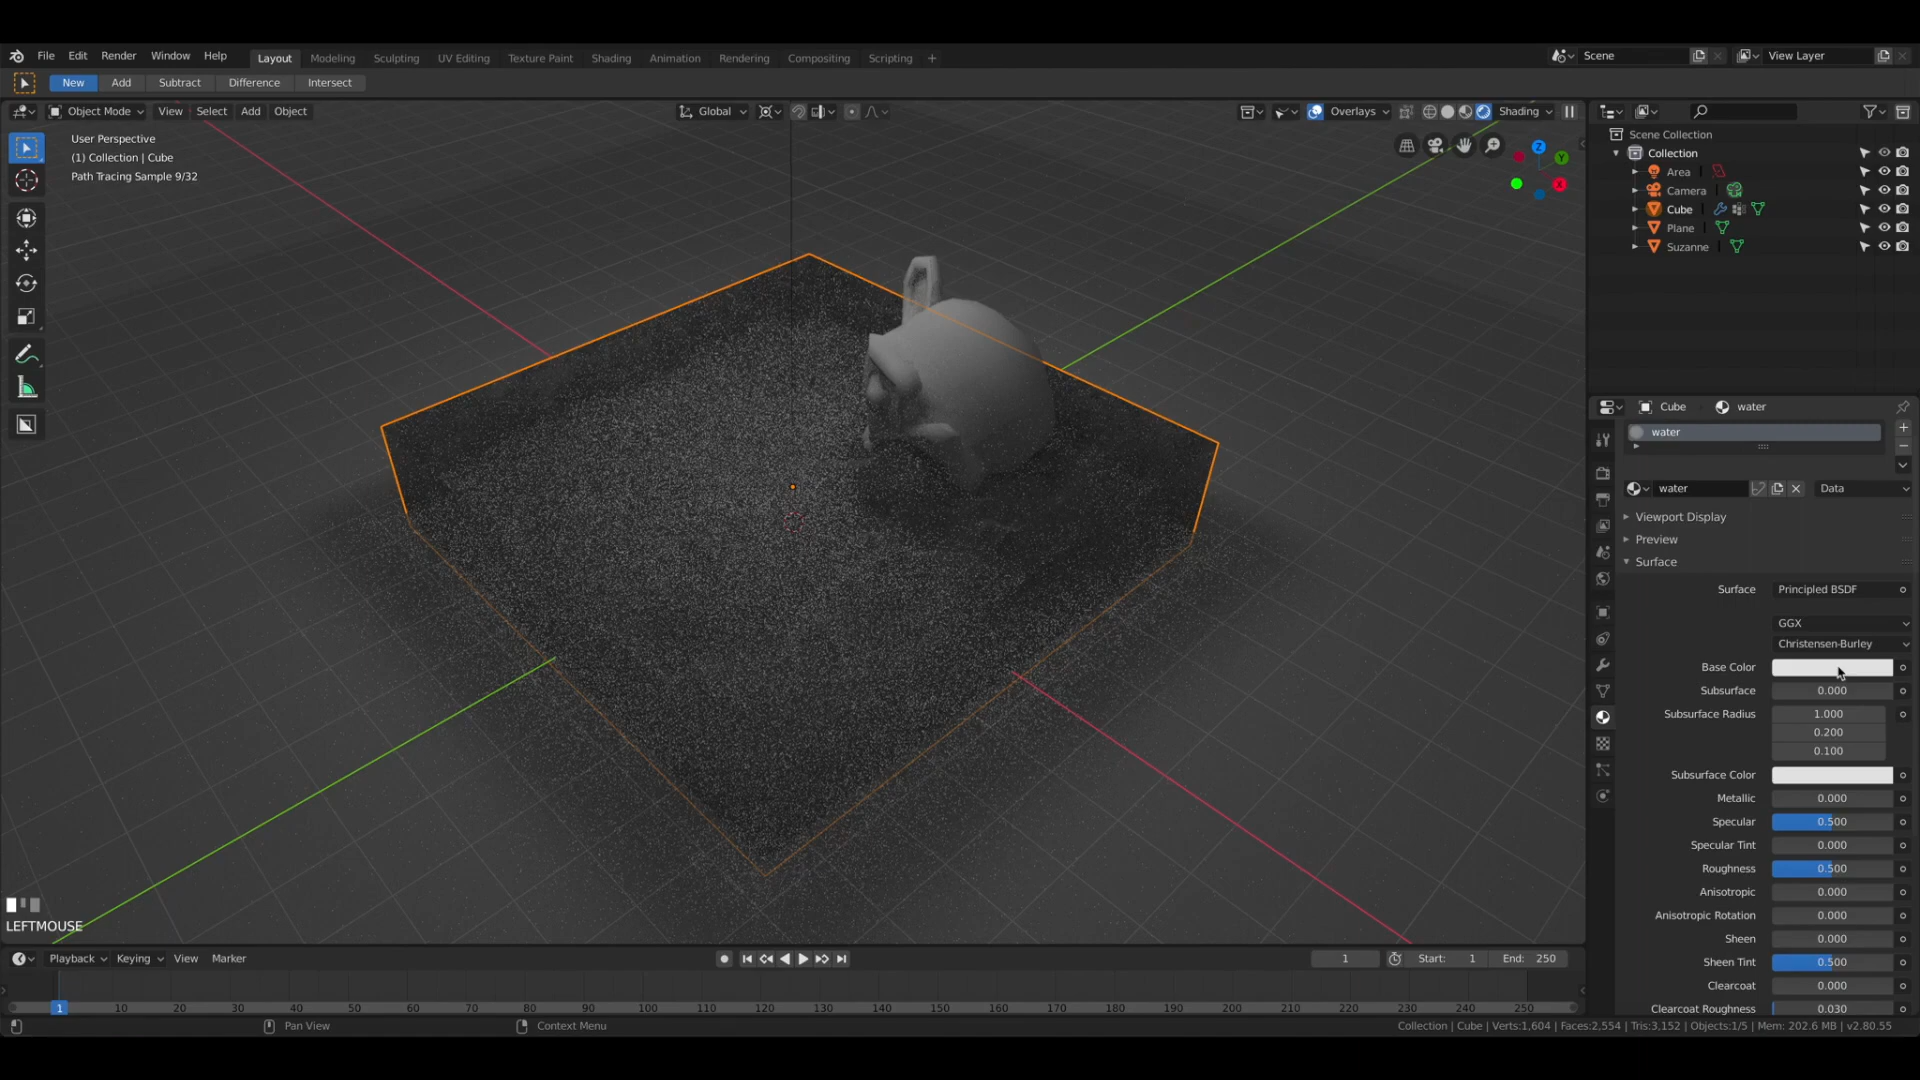 File Edit Render Window Help Layout Modeling Sculpting UV Editing Texture Paint Shading Animation Rendering Compositing Scripting + Scene View Layer
New Add Subtract Difference Intersect
Object Mode View Select Add Object Global Overlays Shading
User Perspective
(1) Collection | Cube
Path Tracing Sample 9/32
Z
Y
X
Scene Collection
Collection
Area
Camera
Cube
Plane
Suzanne
Cube water
water
water Data
Viewport Display
Preview
Surface
Surface Principled BSDF
GGX
Christensen-Burley
Base Color
Subsurface 0.000
Subsurface Radius 1.000
0.200
0.100
Subsurface Color
Metallic 0.000
Specular 0.500
Specular Tint 0.000
Roughness 0.500
Anisotropic 0.000
Anisotropic Rotation 0.000
Sheen 0.000
Sheen Tint 0.500
Clearcoat 0.000
Clearcoat Roughness 0.030
LEFTMOUSE
Playback Keying View Marker 1 Start: 1 End: 250
1 10 20 30 40 50 60 70 80 90 100 110 120 130 140 150 160 170 180 190 200 210 220 230 240 250
Pan View Context Menu Collection | Cube | Verts:1,604 | Faces:2,554 | Tris:3,152 | Objects:1/5 | Mem: 202.6 MB | v2.80.55